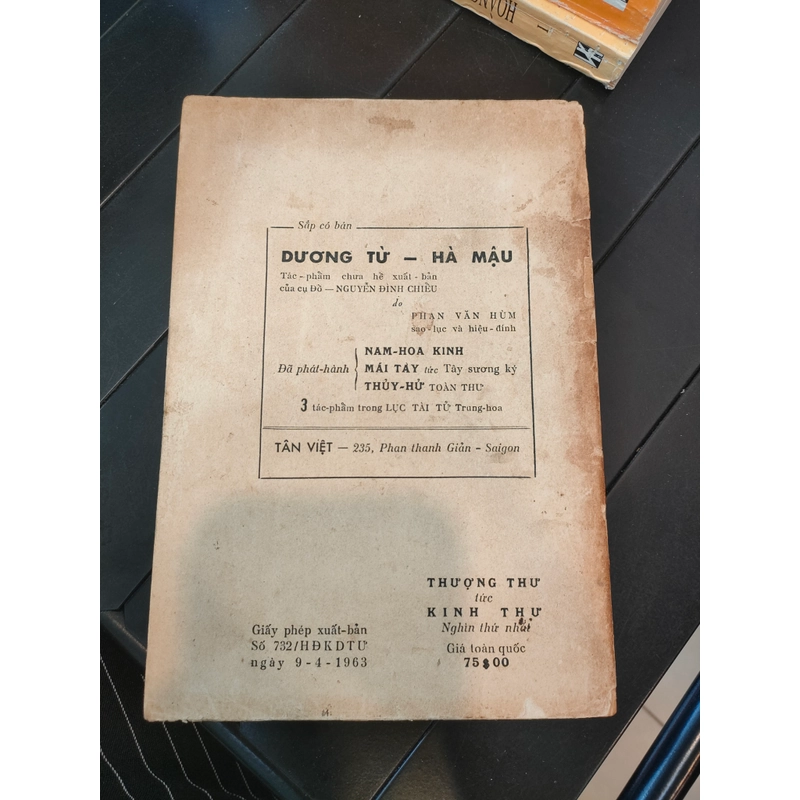 HOÀNG
I
Sắp có bán
DƯƠNG TỪ - HÀ MẬU
Tác-phẩm chưa hề xuất-bản
của cụ Đồ — NGUYỄN ĐÌNH CHIỂU
do
PHAN VĂN HÙM
sao-lục và hiệu-đính
Đã phát-hành
NAM-HOA KINH
MÁI TÂY tức Tây sương ký
THỦY-HỬ TOÀN THƯ
3 tác-phẩm trong LỤC TÀI TỬ Trung-hoa
TÂN VIỆT — 235, Phan thanh Giản - Saigon
THƯỢNG THƯ
tức
KINH THƯ
Nghìn thứ nhất
Giá toàn quốc
75$00
Giấy phép xuất-bản
Số 732/HĐKDTƯ
ngày 9-4-1963